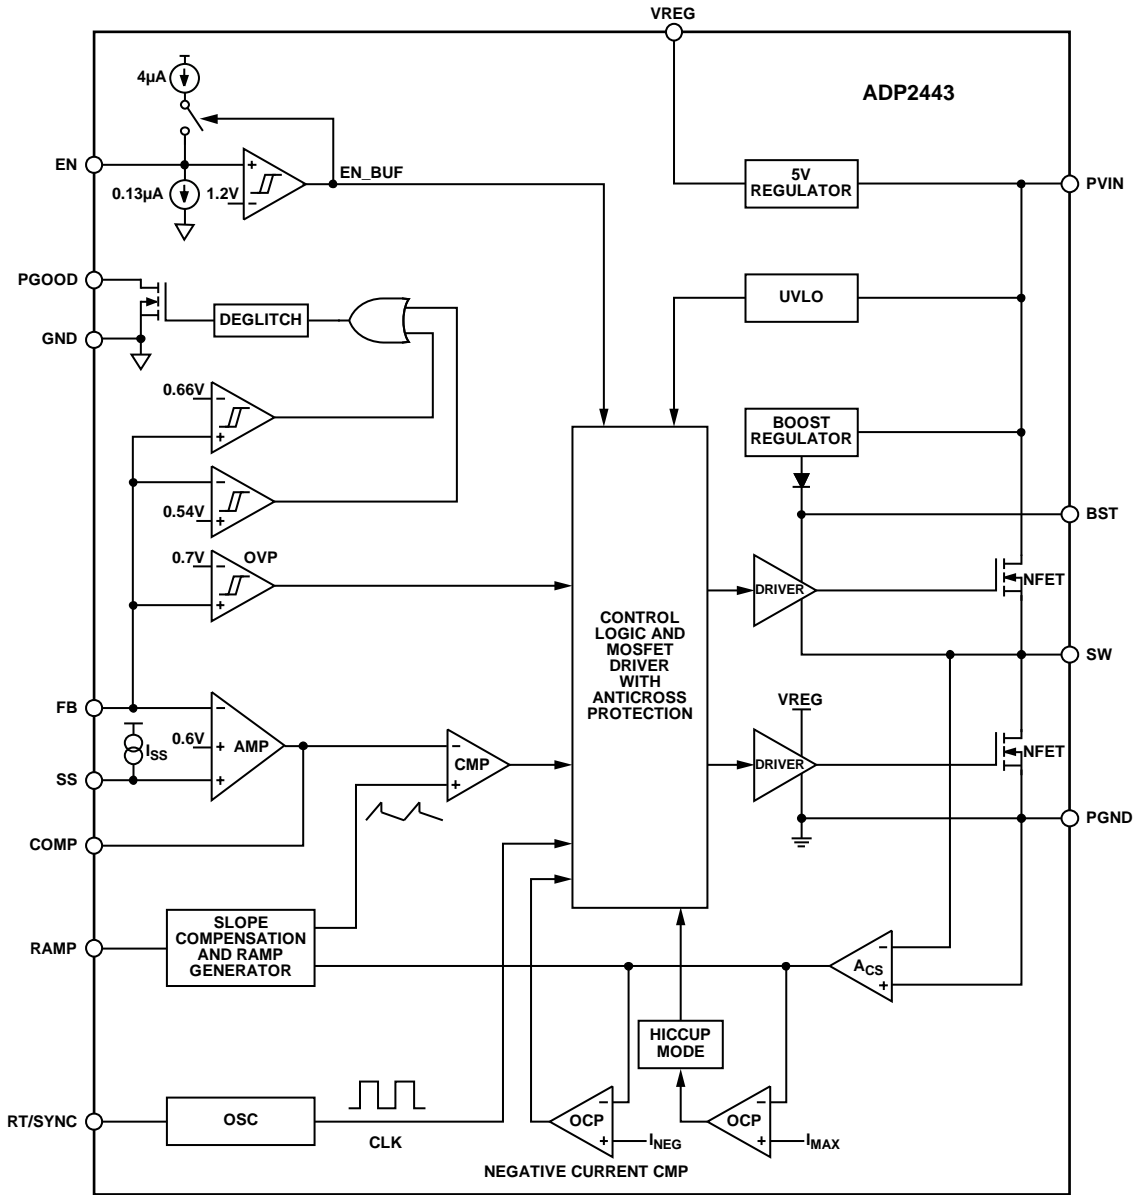 VREG
ADP2443
4µA
EN
0.13µA
1.2V
+
−
EN_BUF
5V
REGULATOR
PVIN
PGOOD
GND
DEGLITCH
UVLO
0.66V
−
+
BOOST
REGULATOR
−
0.54V
+
BST
0.7V
−
+
OVP
DRIVER
NFET
CONTROL
LOGIC AND
MOSFET
DRIVER
WITH
ANTICROSS
PROTECTION
SW
FB
−
ISS
0.6V
+
AMP
SS
+
−
CMP
+
VREG
DRIVER
NFET
COMP
PGND
RAMP
SLOPE
COMPENSATION
AND RAMP
GENERATOR
−
ACS
+
HICCUP
MODE
RT/SYNC
OSC
CLK
−
OCP
+
INEG
−
OCP
+
IMAX
NEGATIVE CURRENT CMP